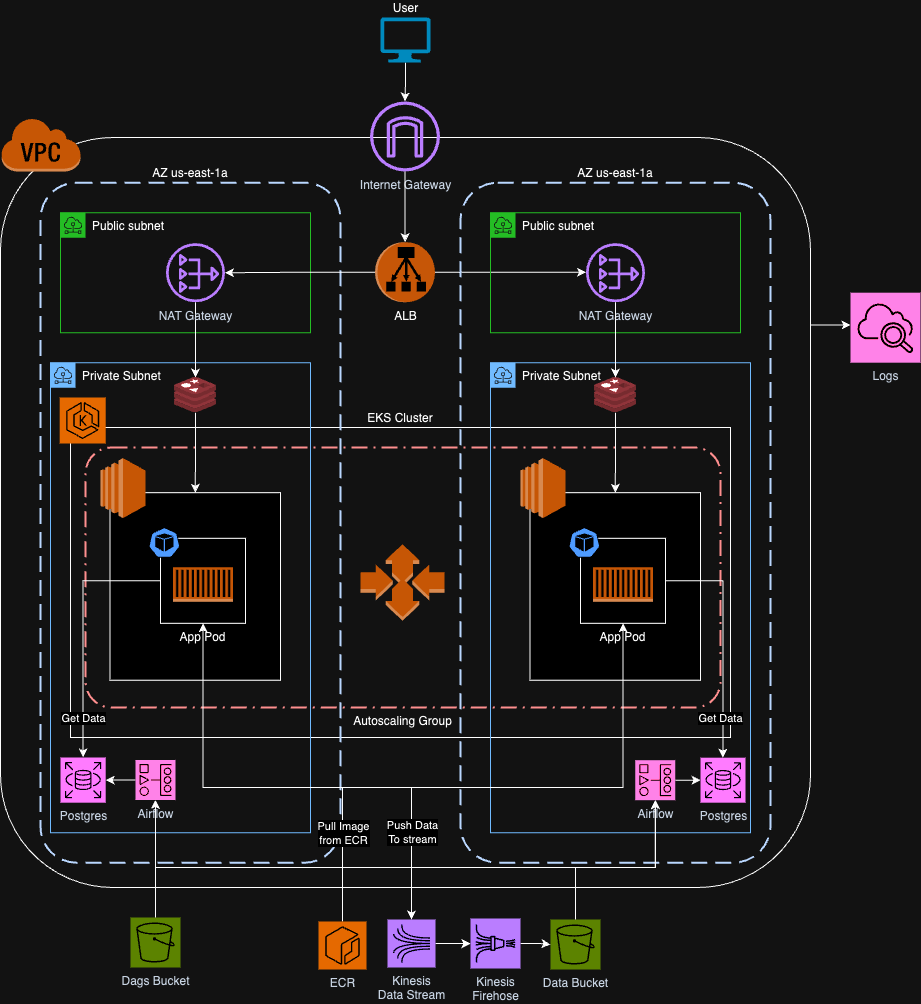 User
VPC
Internet Gateway
AZ us-east-1a
AZ us-east-1a
Public subnet
Public subnet
NAT Gateway
ALB
NAT Gateway
Logs
Private Subnet
Private Subnet
K
EKS Cluster
App Pod
App Pod
Get Data
Autoscaling Group
Get Data
Postgres
Airflow
Airflow
Postgres
Pull Image
from ECR
Push Data
To stream
Dags Bucket
ECR
Kinesis
Data Stream
Kinesis
Firehose
Data Bucket